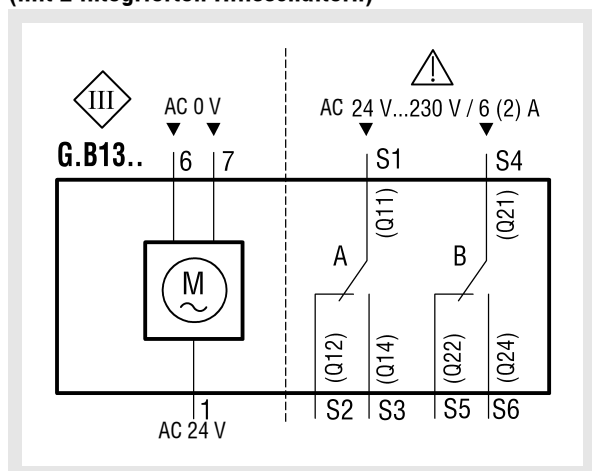 III
AC 0 V
AC 24 V...230 V / 6 (2) A
G.B13..
6 7 S1 S4
(Q11) (Q21)
A B
M
(Q12) (Q14) (Q22) (Q24)
1 S2 S3 S5 S6
AC 24 V